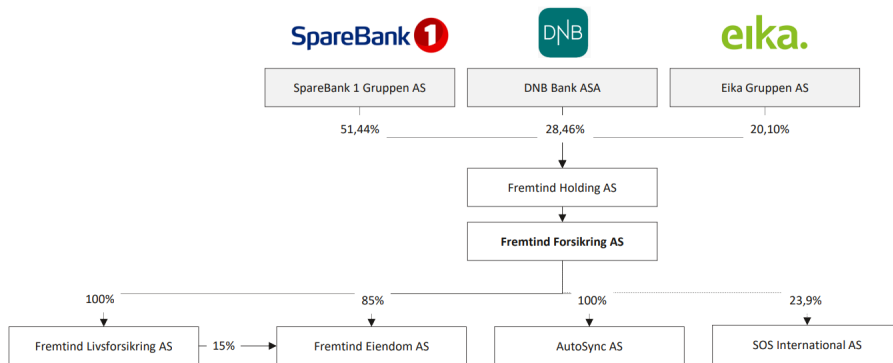 SpareBank 1
DNB
eika.
SpareBank 1 Gruppen AS
DNB Bank ASA
Eika Gruppen AS
51,44%
28,46%
20,10%
Fremtind Holding AS
Fremtind Forsikring AS
100%
85%
100%
23,9%
Fremtind Livsforsikring AS
15%
Fremtind Eiendom AS
AutoSync AS
SOS International AS